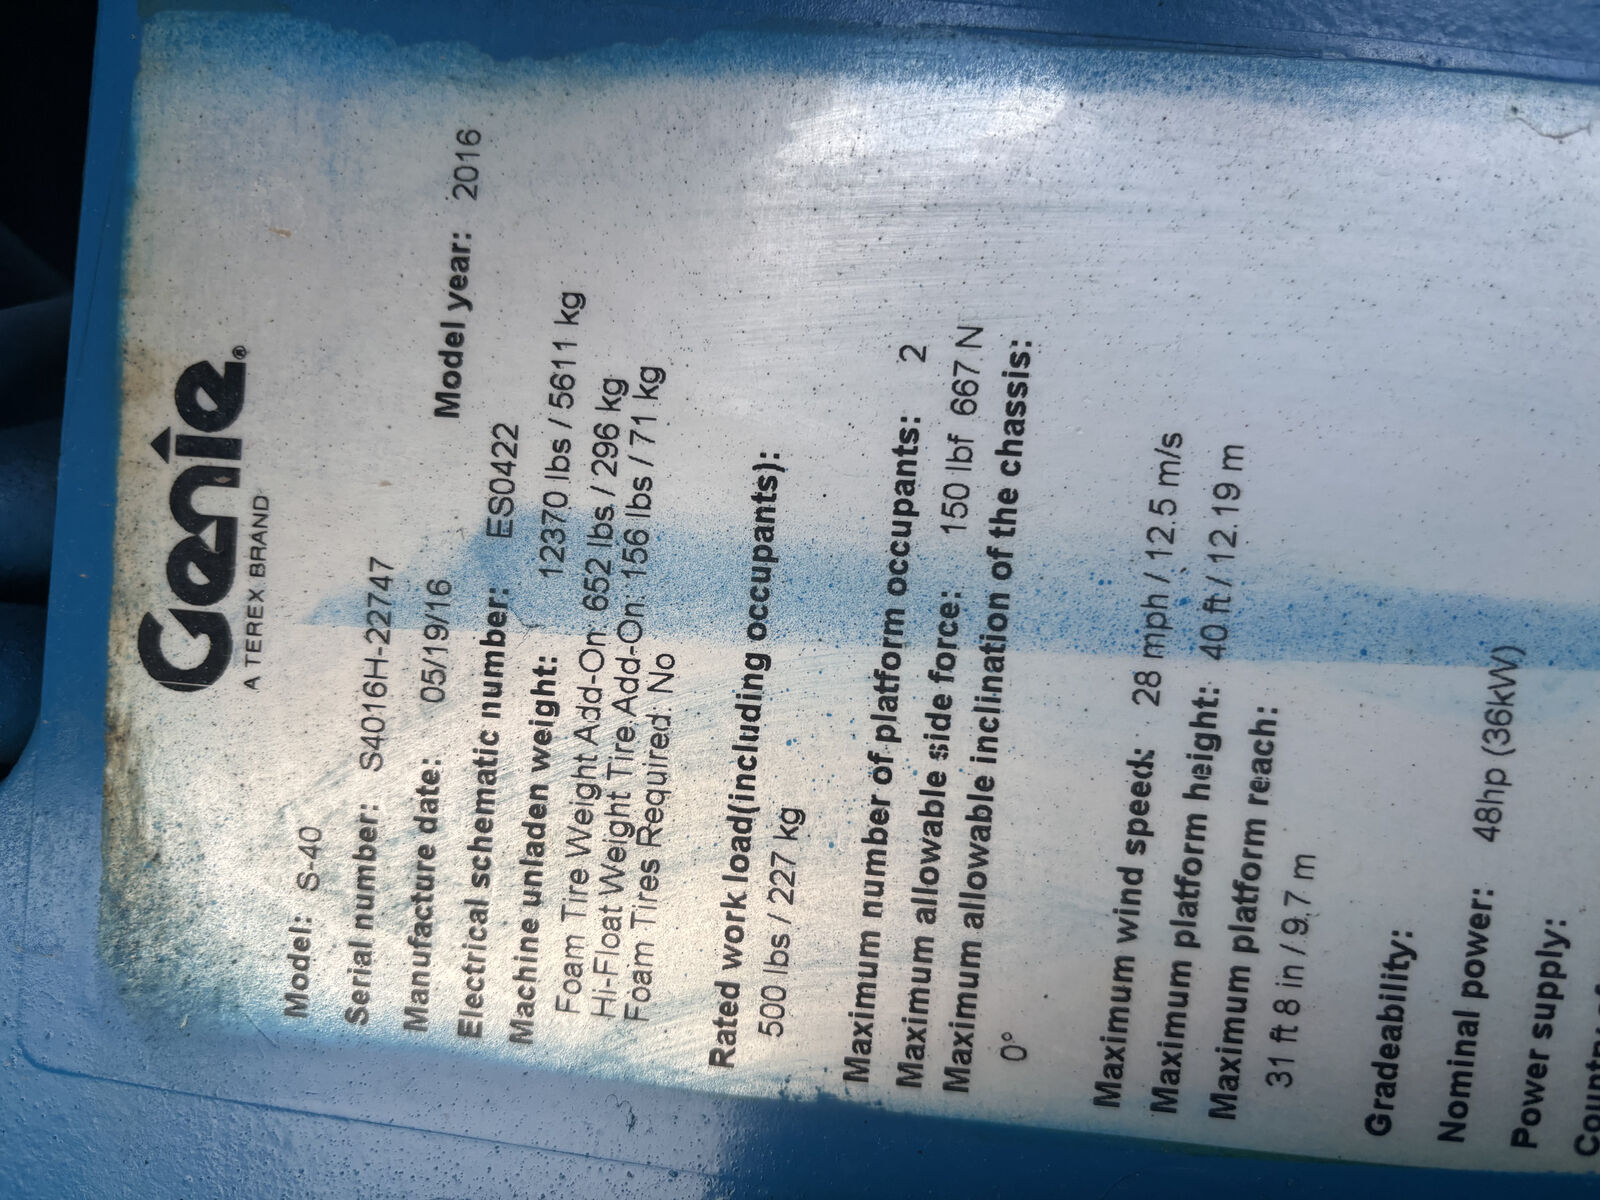 Genie®
A TEREX BRAND
Model: S-40
Serial number: S4016H-22747
Manufacture date: 05/19/16
Model year: 2016
Electrical schematic number: ES0422
Machine unladen weight: 12370 lbs / 5611 kg
Foam Tire Weight Add-On: 652 lbs / 296 kg
Hi-Float Weight Tire Add-On: 156 lbs / 71 kg
Foam Tires Required: No
Rated work load(including occupants):
500 lbs / 227 kg
Maximum number of platform occupants: 2
Maximum allowable side force: 150 lbf 667 N
Maximum allowable inclination of the chassis:
0°
Maximum wind speed: 28 mph / 12.5 m/s
Maximum platform height: 40 ft / 12.19 m
Maximum platform reach:
31 ft 8 in / 9.7 m
Gradeability:
Nominal power: 48hp (36kW)
Power supply: